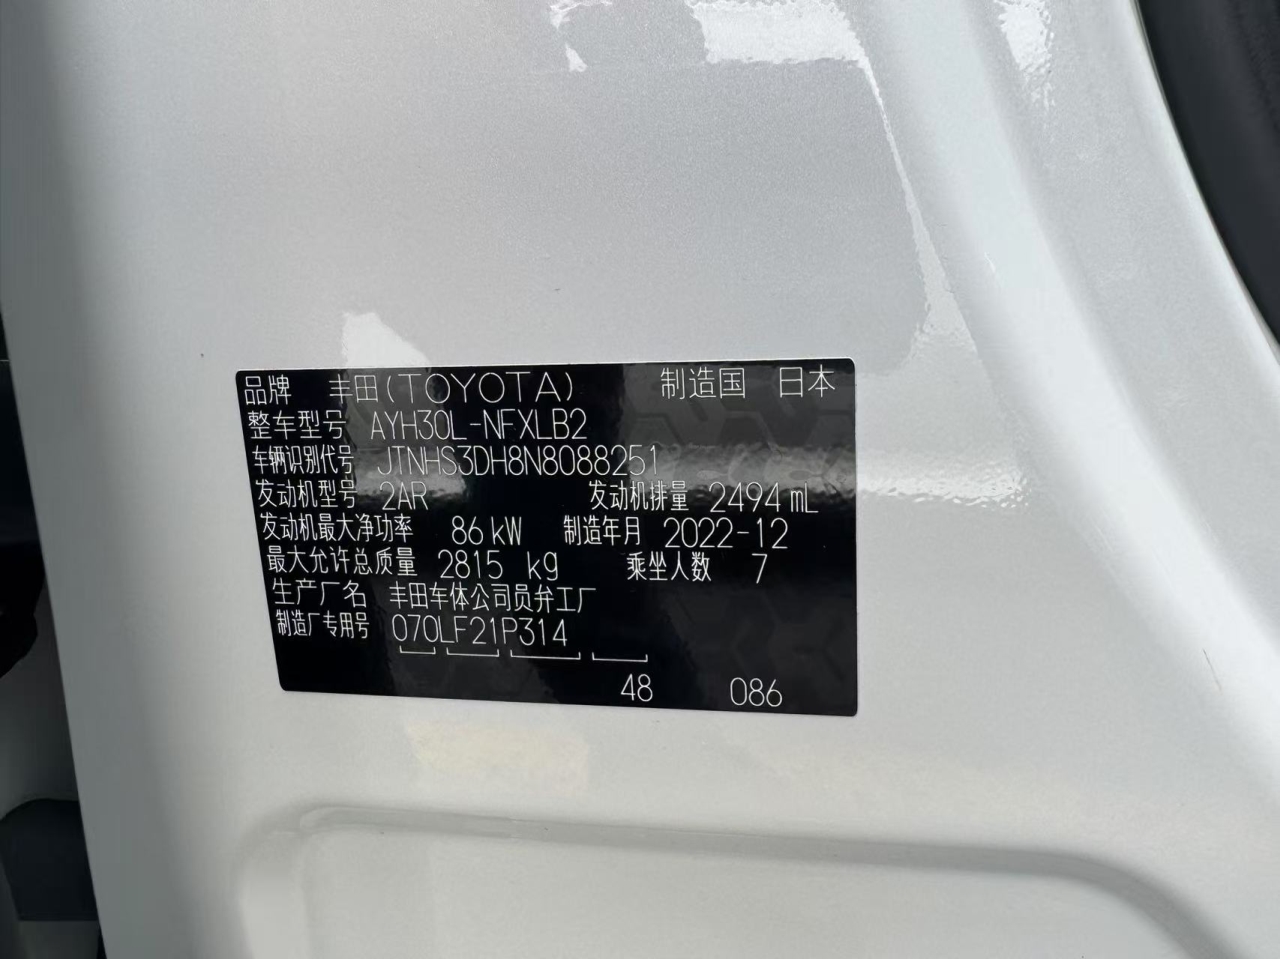 品牌 丰田(TOYOTA) 制造国 日本
整车型号 AYH30L-NFXLB2
车辆识别代号 JTNHS3DH8N8088251
发动机型号 2AR 发动机排量 2494 mL
发动机最大净功率 86 kW 制造年月 2022-12
最大允许总质量 2815 kg 乘坐人数 7
生产厂名 丰田车体公司员弁工厂
制造厂专用号 070LF21P314
48 086